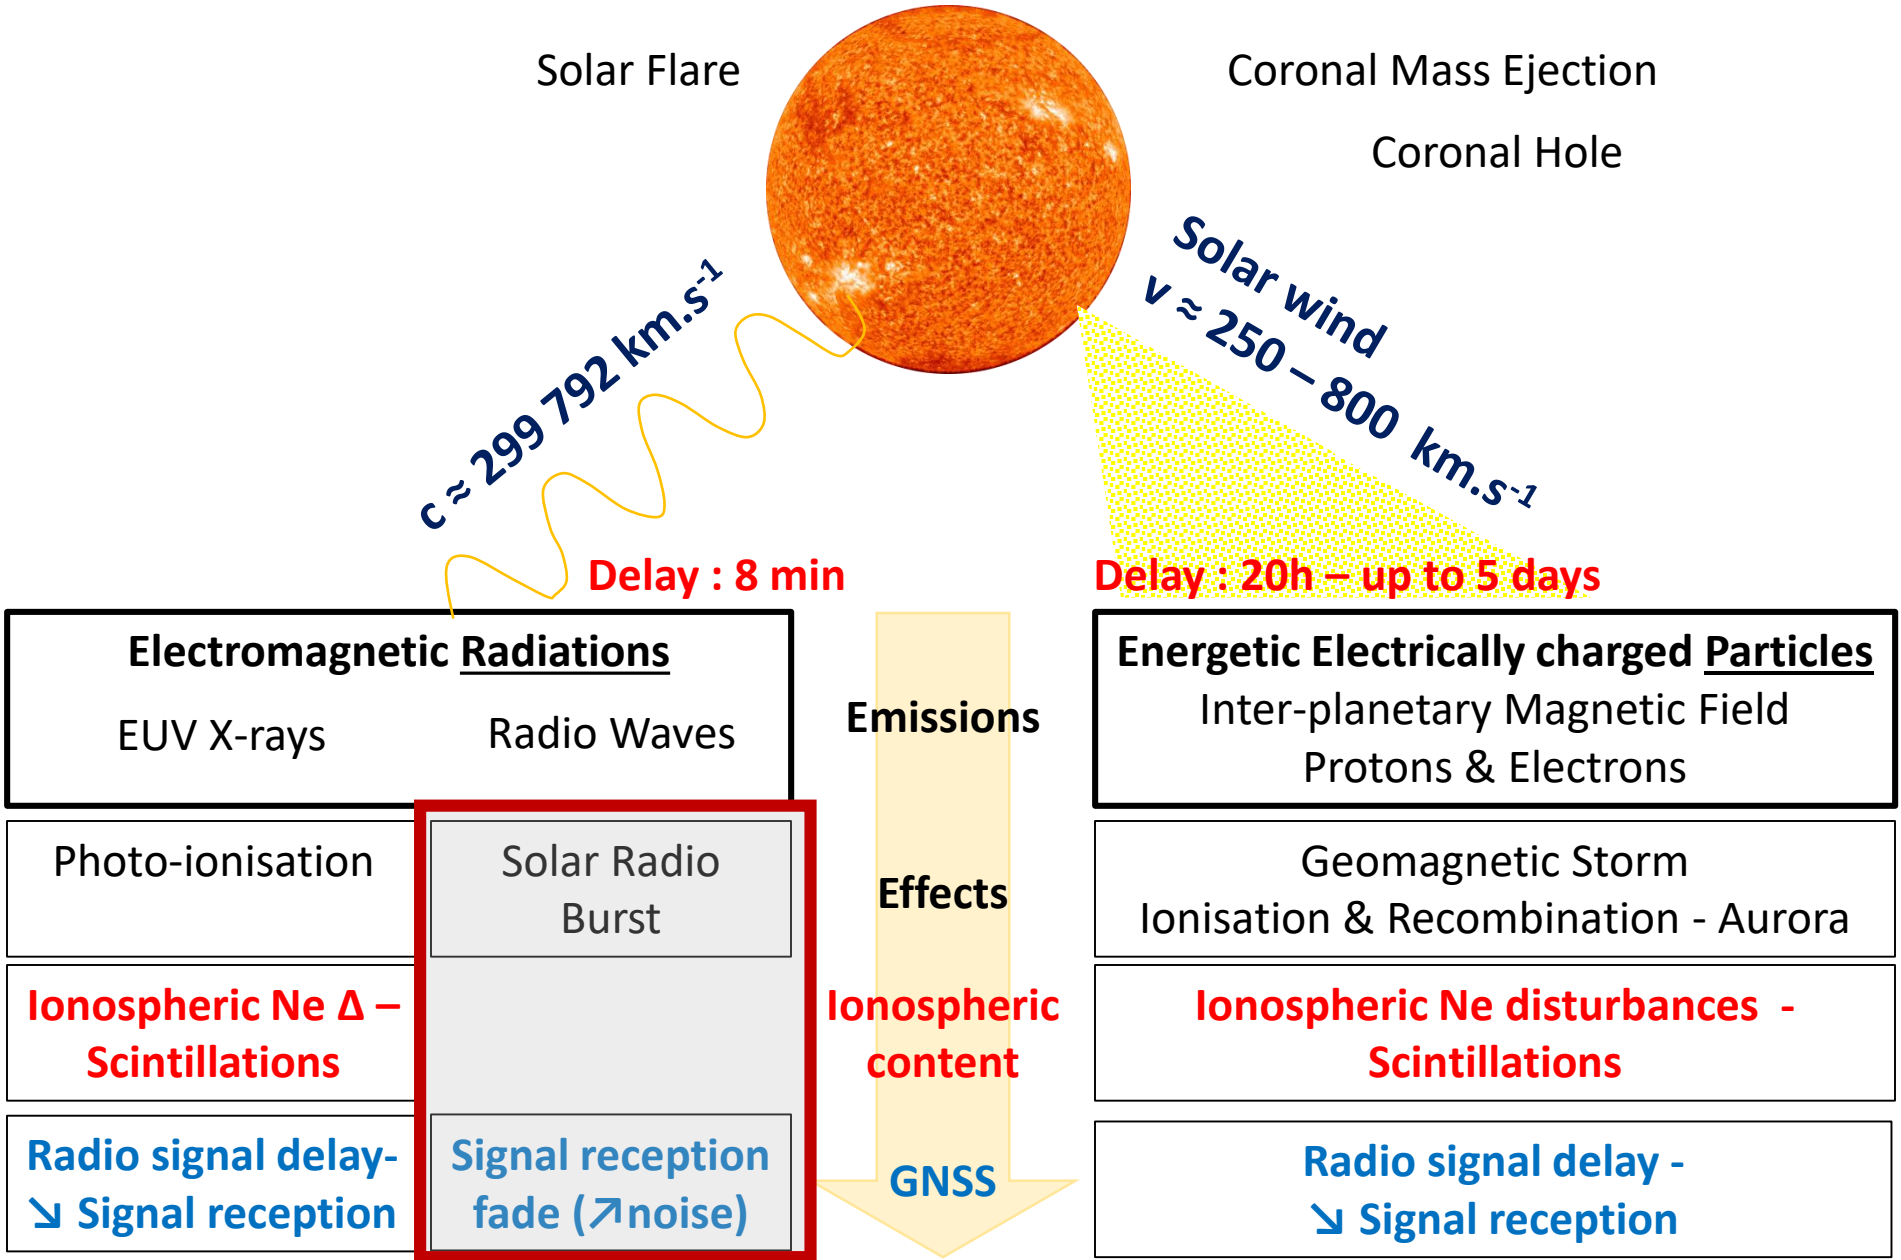 Solar Flare
Coronal Mass Ejection
Coronal Hole
c ≈ 299 792 km.s-1
Solar wind
v ≈ 250 – 800 km.s-1
Delay : 8 min
Delay : 20h – up to 5 days
Electromagnetic Radiations
EUV X-rays
Radio Waves
Emissions
Energetic Electrically charged Particles
Inter-planetary Magnetic Field
Protons & Electrons
Photo-ionisation
Solar Radio
Burst
Effects
Geomagnetic Storm
Ionisation & Recombination - Aurora
Ionospheric Ne Δ –
Scintillations
Ionospheric
content
Ionospheric Ne disturbances -
Scintillations
Radio signal delay-
↘ Signal reception
Signal reception
fade (↗noise)
GNSS
Radio signal delay -
↘ Signal reception